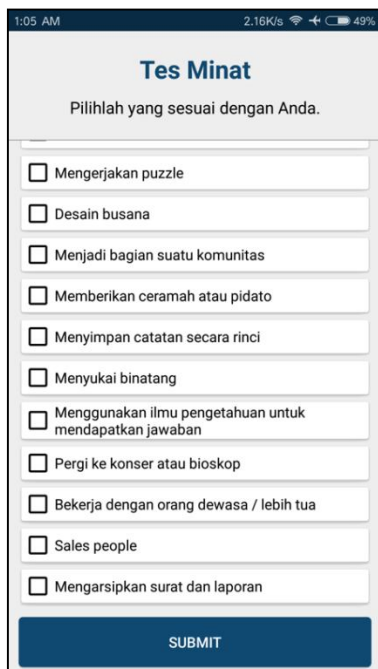 1:05 AM 2.16K/s 49%
Tes Minat
Pilihlah yang sesuai dengan Anda.
Mengerjakan puzzle
Desain busana
Menjadi bagian suatu komunitas
Memberikan ceramah atau pidato
Menyimpan catatan secara rinci
Menyukai binatang
Menggunakan ilmu pengetahuan untuk
mendapatkan jawaban
Pergi ke konser atau bioskop
Bekerja dengan orang dewasa / lebih tua
Sales people
Mengarsipkan surat dan laporan
SUBMIT